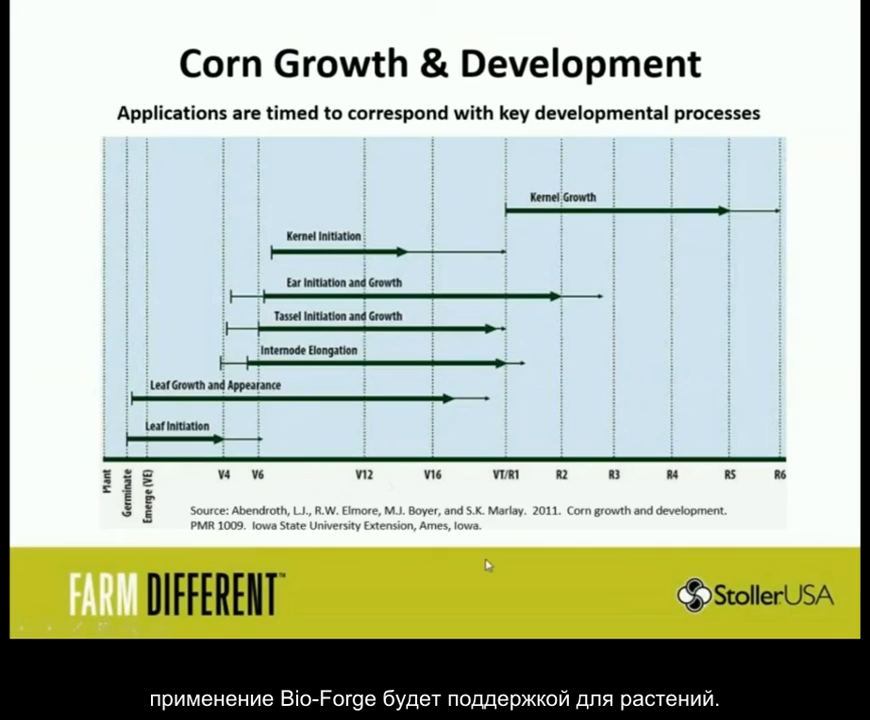 Corn Growth & Development
Applications are timed to correspond with key developmental processes
Kernel Growth
Kernel Initiation
Ear Initiation and Growth
Tassel Initiation and Growth
Internode Elongation
Leaf Growth and Appearance
Leaf Initiation
Plant
Germinate
Emerge (VE)
V4
V6
V12
V16
VT/R1
R2
R3
R4
R5
R6
Source: Abendroth, L.J., R.W. Elmore, M.J. Boyer, and S.K. Marlay. 2011. Corn growth and development.
PMR 1009. Iowa State University Extension, Ames, Iowa.
FARM DIFFERENT™
StollerUSA
применение Bio-Forge будет поддержкой для растений.